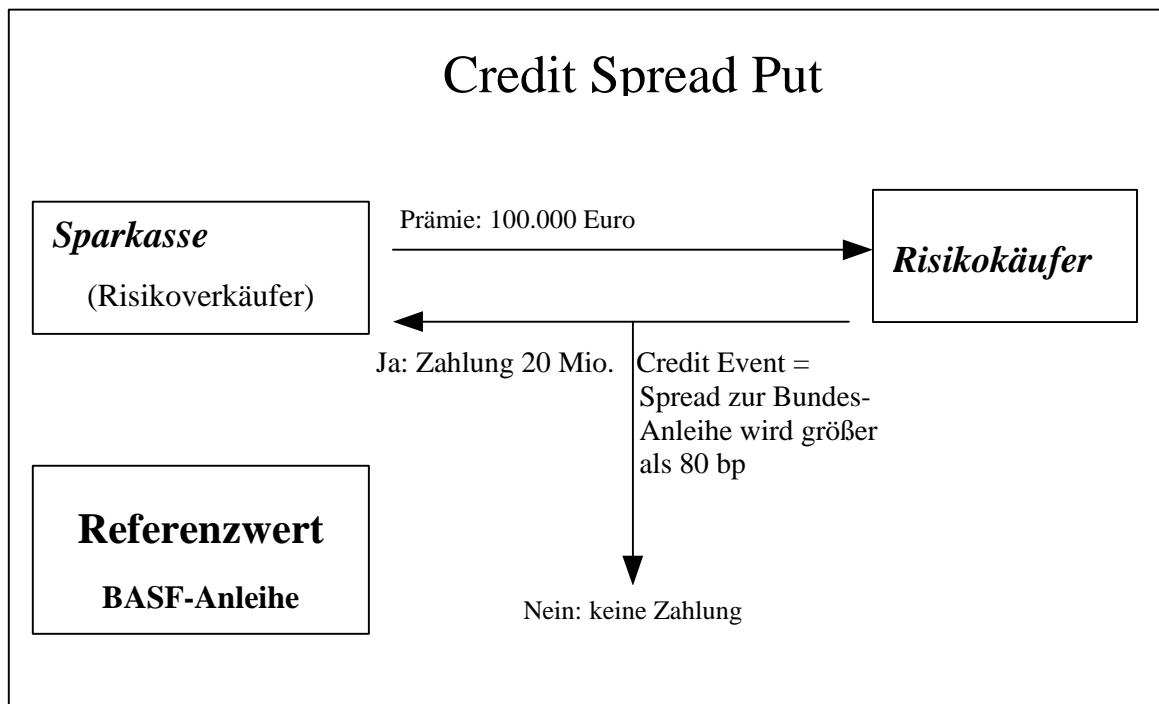 Credit Spread Put
Sparkasse
(Risikoverkäufer)
Prämie: 100.000 Euro
Risikokäufer
Ja: Zahlung 20 Mio.
Credit Event =
Spread zur Bundes-
Anleihe wird größer
als 80 bp
Referenzwert
BASF-Anleihe
Nein: keine Zahlung